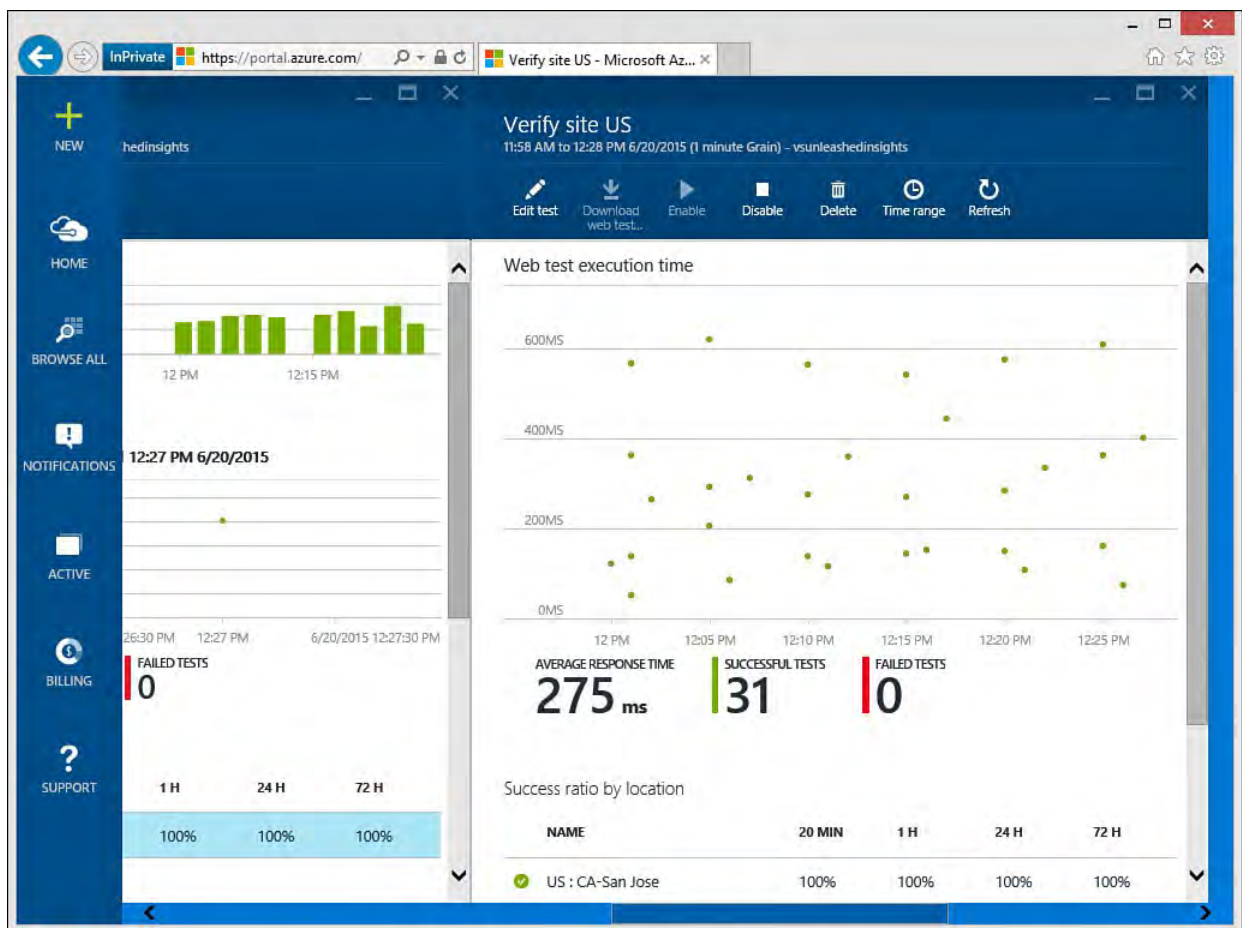 InPrivate https://portal.azure.com/ Verify site US - Microsoft Az...
NEW
HOME
BROWSE ALL
NOTIFICATIONS
ACTIVE
BILLING
SUPPORT
hedinsights
12 PM 12:15 PM
12:27 PM 6/20/2015
26:30 PM 12:27 PM 6/20/2015 12:27:30 PM
FAILED TESTS
0
1 H 24 H 72 H
100% 100% 100%
Verify site US
11:58 AM to 12:28 PM 6/20/2015 (1 minute Grain) - vsunleashedinsights
Edit test Download web test... Enable Disable Delete Time range Refresh
Web test execution time
600MS
400MS
200MS
0MS
12 PM 12:05 PM 12:10 PM 12:15 PM 12:20 PM 12:25 PM
AVERAGE RESPONSE TIME SUCCESSFUL TESTS FAILED TESTS
275 ms 31 0
Success ratio by location
NAME 20 MIN 1 H 24 H 72 H
US : CA-San Jose 100% 100% 100% 100%